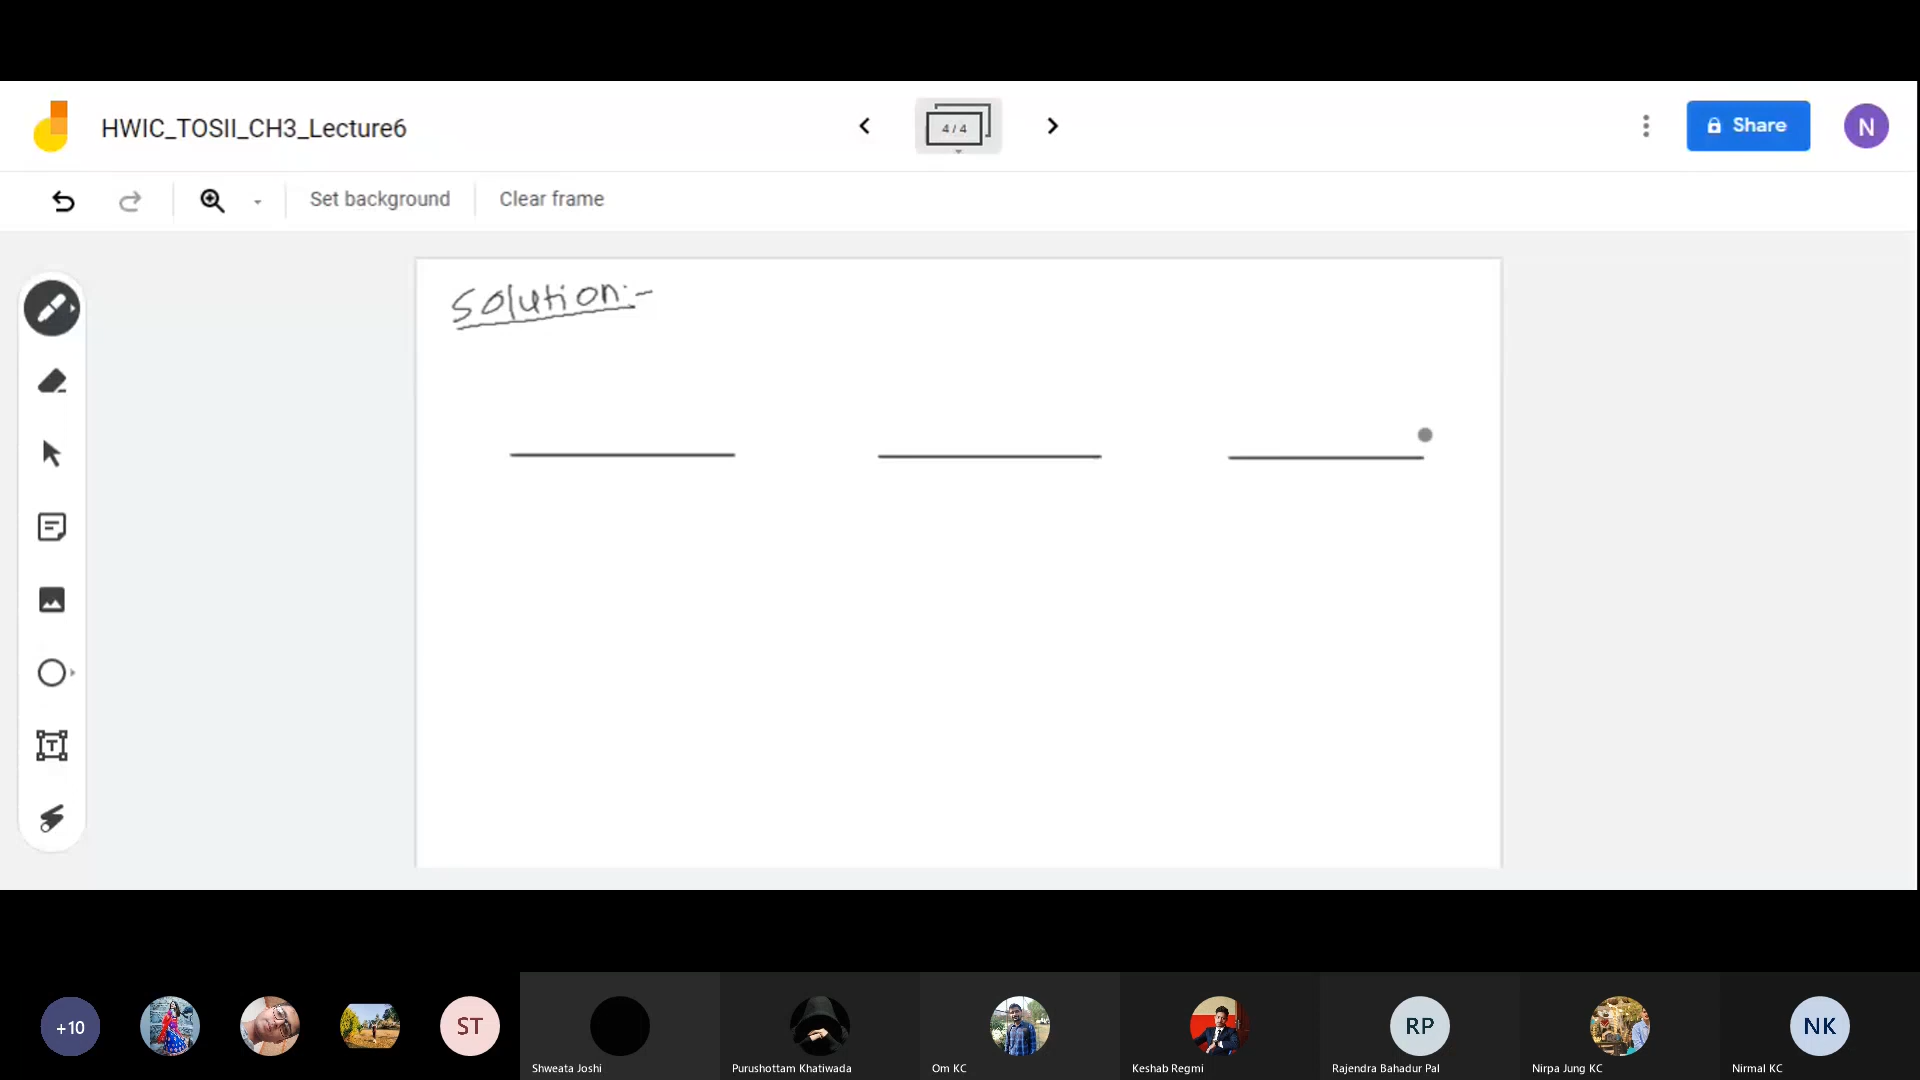 HWIC_TOSII_CH3_Lecture6
4 / 4
Share
N
Set background
Clear frame
Solution:-
T
+10
ST
RP
NK
Shweata Joshi
Purushottam Khatiwada
Om KC
Keshab Regmi
Rajendra Bahadur Pal
Nirpa Jung KC
Nirmal KC